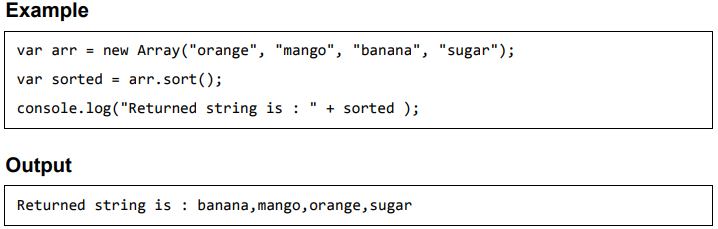 Example
var arr = new Array("orange", "mango", "banana", "sugar");
var sorted = arr.sort();
console.log("Returned string is : " + sorted );
Output
Returned string is : banana,mango,orange,sugar